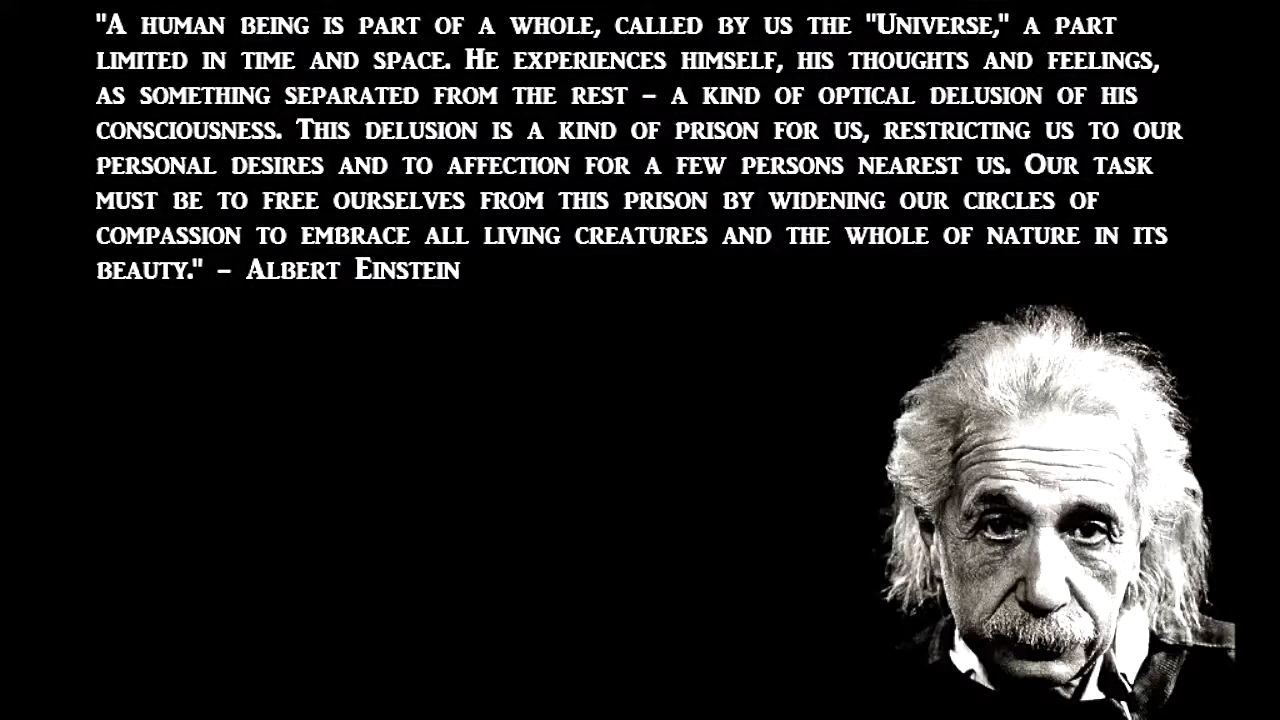 "A HUMAN BEING IS PART OF A WHOLE, CALLED BY US THE "UNIVERSE," A PART
LIMITED IN TIME AND SPACE. HE EXPERIENCES HIMSELF, HIS THOUGHTS AND FEELINGS,
AS SOMETHING SEPARATED FROM THE REST – A KIND OF OPTICAL DELUSION OF HIS
CONSCIOUSNESS. THIS DELUSION IS A KIND OF PRISON FOR US, RESTRICTING US TO OUR
PERSONAL DESIRES AND TO AFFECTION FOR A FEW PERSONS NEAREST US. OUR TASK
MUST BE TO FREE OURSELVES FROM THIS PRISON BY WIDENING OUR CIRCLES OF
COMPASSION TO EMBRACE ALL LIVING CREATURES AND THE WHOLE OF NATURE IN ITS
BEAUTY." – ALBERT EINSTEIN